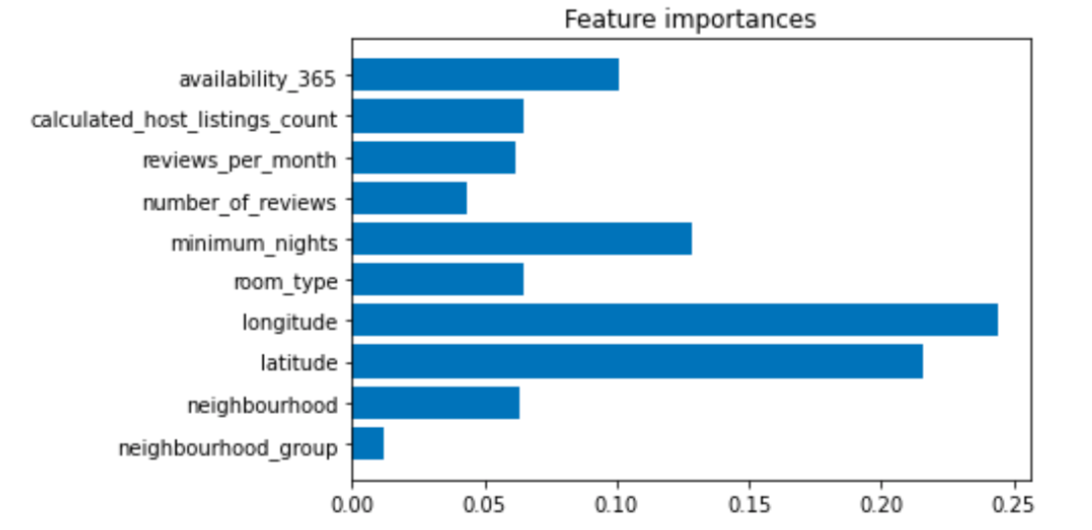 Feature importances
availability_365
calculated_host_listings_count
reviews_per_month
number_of_reviews
minimum_nights
room_type
longitude
latitude
neighbourhood
neighbourhood_group
0.00 0.05 0.10 0.15 0.20 0.25